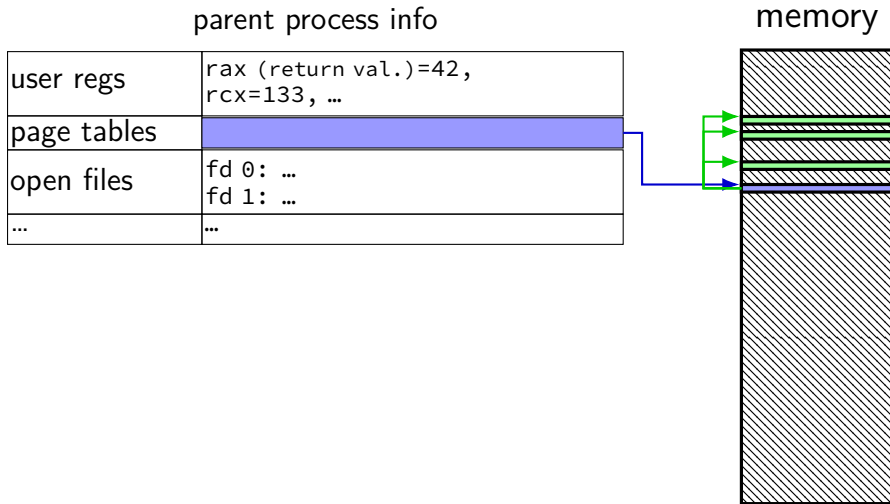 parent process info
memory
user regs
rax (return val.)=42,
rcx=133, …
page tables
open files
fd 0: …
fd 1: …
…
…